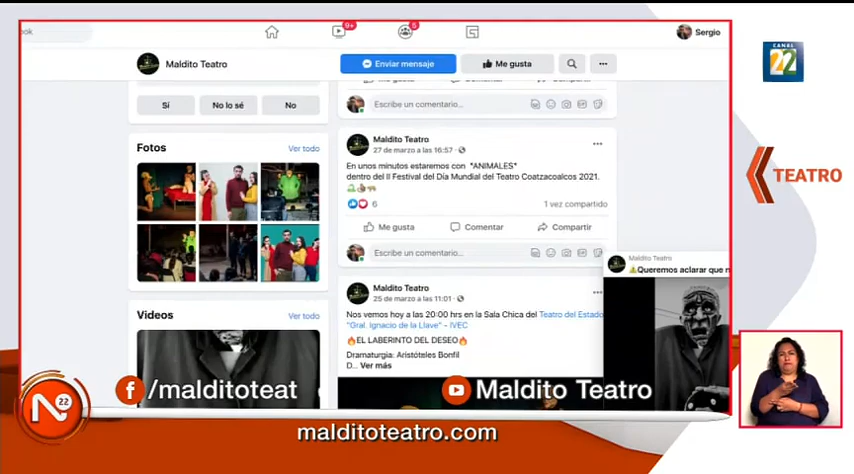 ok
9+
5
Sergio
Maldito Teatro
Enviar mensaje
Me gusta
CANAL
22
Sí
No lo sé
No
Escribe un comentario...
Fotos
Ver todo
Maldito Teatro
27 de marzo a las 16:57 ·
En unos minutos estaremos con *ANIMALES*
dentro del II Festival del Día Mundial del Teatro Coatzacoalcos 2021.
6
1 vez compartido
Me gusta
Comentar
Compartir
Escribe un comentario...
TEATRO
Maldito Teatro
⚠Queremos aclarar que n
Maldito Teatro
25 de marzo a las 11:01 ·
Videos
Ver todo
Nos vemos hoy a las 20:00 hrs en la Sala Chica del Teatro del Estado
"Gral. Ignacio de la Llave" - IVEC
🔥EL LABERINTO DEL DESEO🔥
Dramaturgia: Aristóteles Bonfil
D... Ver más
/malditoteat
Maldito Teatro
N22
malditoteatro.com